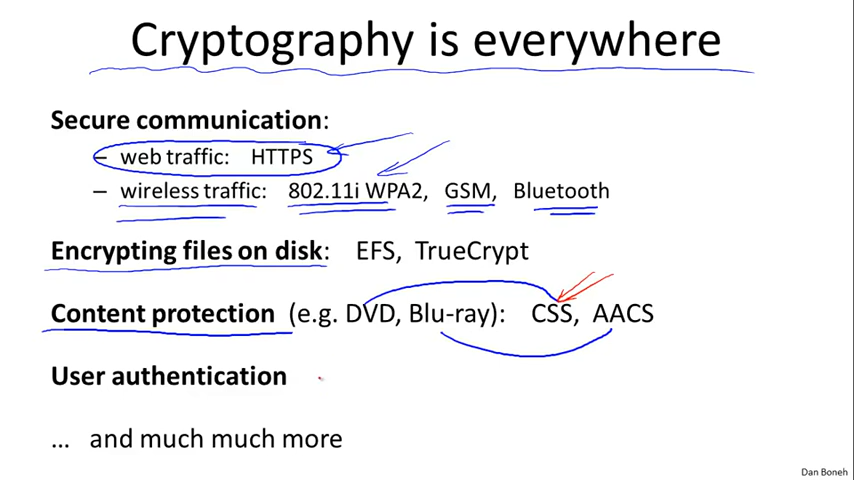 Cryptography is everywhere
Secure communication:
– web traffic: HTTPS
– wireless traffic: 802.11i WPA2, GSM, Bluetooth
Encrypting files on disk: EFS, TrueCrypt
Content protection (e.g. DVD, Blu-ray): CSS, AACS
User authentication
… and much much more
Dan Boneh